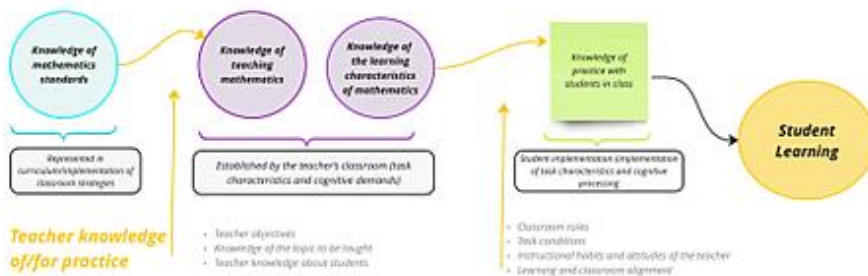 Knowledge of
mathematics
standards
Knowledge of
teaching
mathematics
Knowledge of
the learning
characteristics
of mathematics
Knowledge of
practice with
students in class
Student
Learning
Represented in
curriculum/implementation of
classroom strategies
Established by the teacher's classroom (task
characteristics and cognitive demands)
Student implementation (implementation
of task characteristics and cognitive
processing)
Teacher knowledge
of/for practice
• Teacher objectives
• Knowledge of the topic to be taught
• Teacher knowledge about students
• Classroom rules
• Task conditions
• Instructional habits and attitudes of the teacher
• Learning and classroom alignment